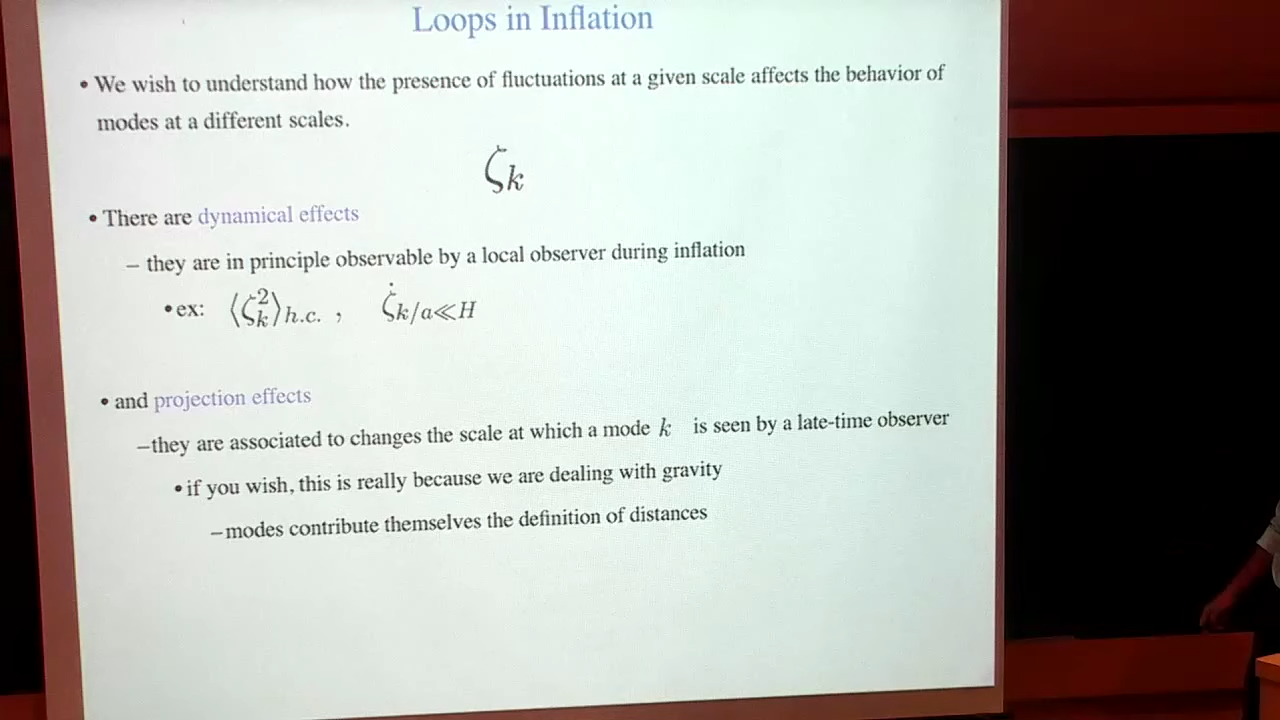 Loops in Inflation
• We wish to understand how the presence of fluctuations at a given scale affects the behavior of
modes at a different scales.
ζ_k
• There are dynamical effects
– they are in principle observable by a local observer during inflation
• ex: ⟨ζ_k^2⟩_{h.c.} , ζ̇_{k/a≪H}
• and projection effects
–they are associated to changes the scale at which a mode k is seen by a late-time observer
• if you wish, this is really because we are dealing with gravity
–modes contribute themselves the definition of distances